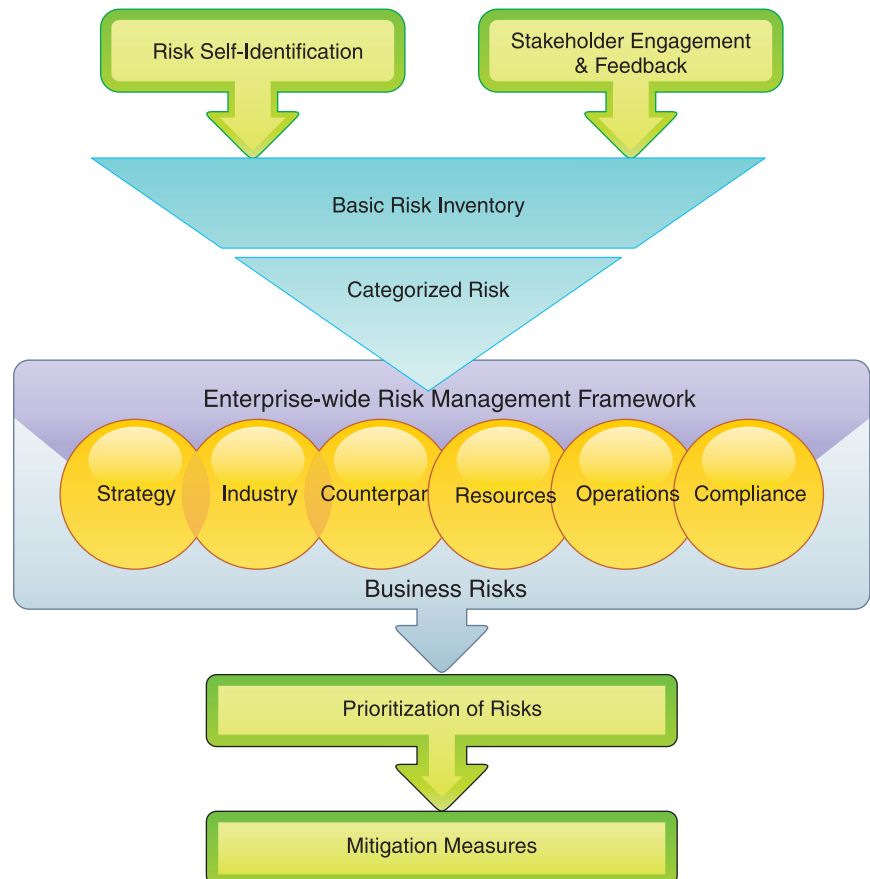 Risk Self-Identification
Stakeholder Engagement
& Feedback
Basic Risk Inventory
Categorized Risk
Enterprise-wide Risk Management Framework
Strategy
Industry
Counterpar
Resources
Operations
Compliance
Business Risks
Prioritization of Risks
Mitigation Measures